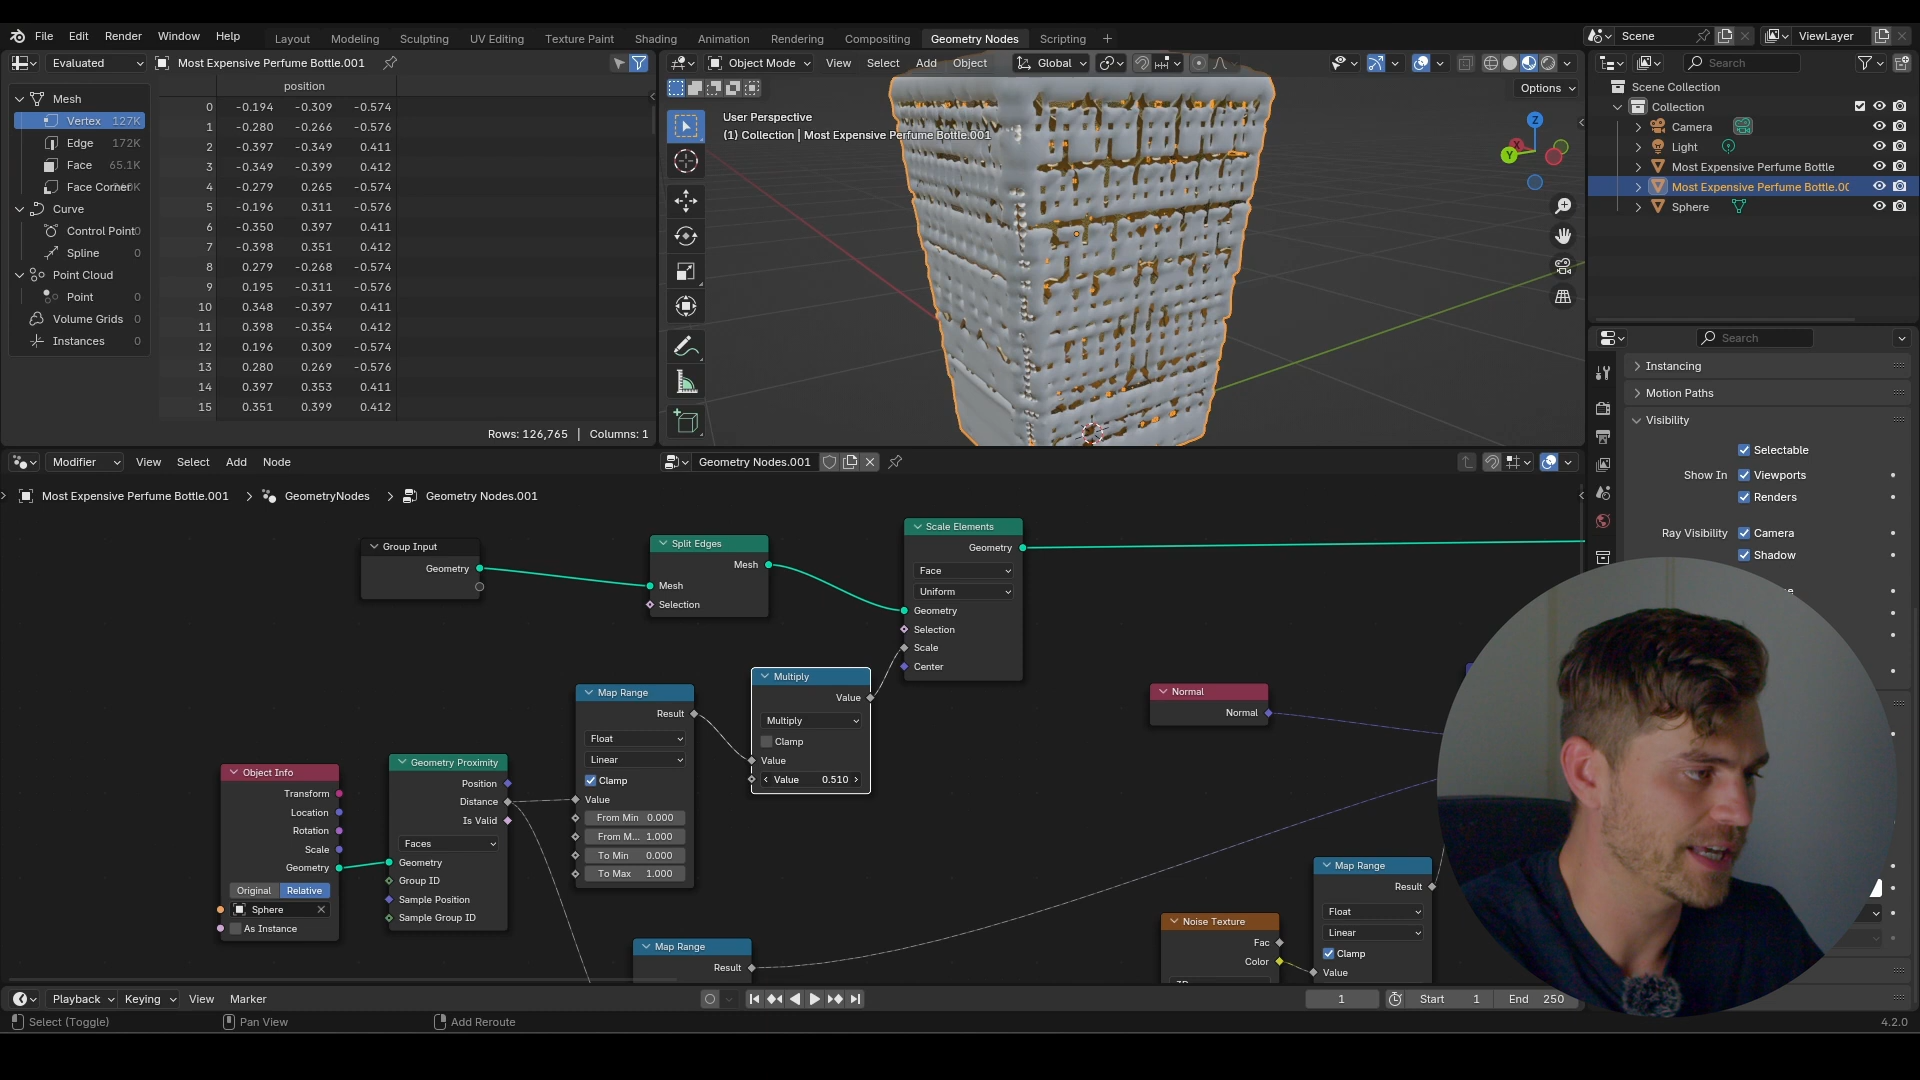 File Edit Render Window Help Layout Modeling Sculpting UV Editing Texture Paint Shading Animation Rendering Compositing Geometry Nodes Scripting + Scene ViewLayer
Evaluated Most Expensive Perfume Bottle.001
Object Mode View Select Add Object Global
Search
Options
Mesh
Vertex 127K
Edge 172K
Face 65.1K
Face Corn
Curve
Control Point 0
Spline 0
Point Cloud
Point 0
Volume Grids 0
Instances 0
position
0 -0.194 -0.309 -0.574
1 -0.280 -0.266 -0.576
2 -0.397 -0.349 0.411
3 -0.349 -0.399 0.412
4 -0.279 0.265 -0.574
5 -0.196 0.311 -0.576
6 -0.350 0.397 0.411
7 -0.398 0.351 0.412
8 0.279 -0.268 -0.574
9 0.195 -0.311 -0.576
10 0.348 -0.397 0.411
11 0.398 -0.354 0.412
12 0.196 0.309 -0.574
13 0.280 0.269 -0.576
14 0.397 0.353 0.411
15 0.351 0.399 0.412
Rows: 126,765 | Columns: 1
User Perspective
(1) Collection | Most Expensive Perfume Bottle.001
Z
X
Y
Scene Collection
Collection
Camera
Light
Most Expensive Perfume Bottle
Most Expensive Perfume Bottle.0
Sphere
Search
Instancing
Motion Paths
Visibility
Selectable
Show In Viewports
Renders
Ray Visibility Camera
Shadow
Modifier View Select Add Node Geometry Nodes.001
Most Expensive Perfume Bottle.001 > GeometryNodes > Geometry Nodes.001
Group Input
Geometry
Split Edges
Mesh
Mesh
Selection
Scale Elements
Geometry
Face
Uniform
Geometry
Selection
Scale
Center
Map Range
Result
Float
Linear
Clamp
Value
From Min 0.000
From M... 1.000
To Min 0.000
To Max 1.000
Multiply
Value
Multiply
Clamp
Value
Value 0.510
Normal
Normal
Object Info
Transform
Location
Rotation
Scale
Geometry
Original Relative
Sphere
As Instance
Geometry Proximity
Position
Distance
Is Valid
Faces
Geometry
Group ID
Sample Position
Sample Group ID
Map Range
Result
Noise Texture
Fac
Color
Map Range
Result
Float
Linear
Clamp
Value
Playback Keying View Marker 1 Start 1 End 250
Select (Toggle) Pan View Add Reroute 4.2.0